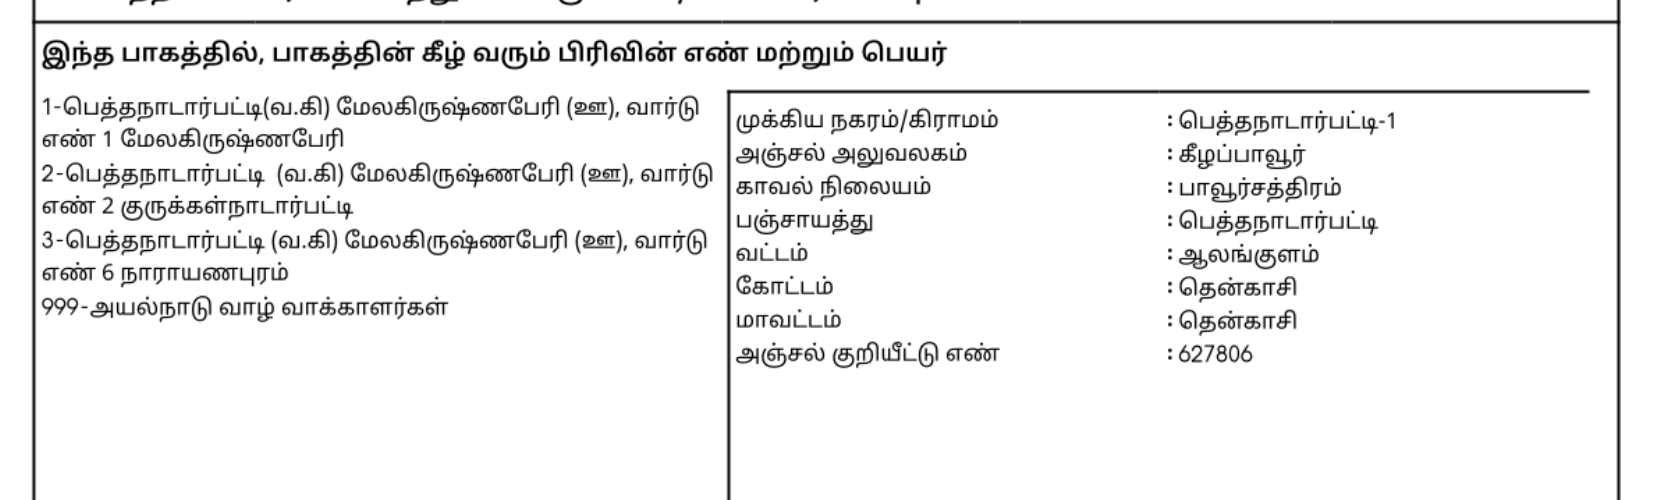 இந்த பாகத்தில், பாகத்தின் கீழ் வரும் பிரிவின் எண் மற்றும் பெயர்
1-பெத்தநாடார்பட்டி(வ.கி) மேலகிருஷ்ணபேரி (ஊ), வார்டு
எண் 1 மேலகிருஷ்ணபேரி
2-பெத்தநாடார்பட்டி (வ.கி) மேலகிருஷ்ணபேரி (ஊ), வார்டு
எண் 2 குருக்கள்நாடார்பட்டி
3-பெத்தநாடார்பட்டி (வ.கி) மேலகிருஷ்ணபேரி (ஊ), வார்டு
எண் 6 நாராயணபுரம்
999-அயல்நாடு வாழ் வாக்காளர்கள்
முக்கிய நகரம்/கிராமம் : பெத்தநாடார்பட்டி-1
அஞ்சல் அலுவலகம் : கீழப்பாவூர்
காவல் நிலையம் : பாவூர்சத்திரம்
பஞ்சாயத்து : பெத்தநாடார்பட்டி
வட்டம் : ஆலங்குளம்
கோட்டம் : தென்காசி
மாவட்டம் : தென்காசி
அஞ்சல் குறியீட்டு எண் : 627806